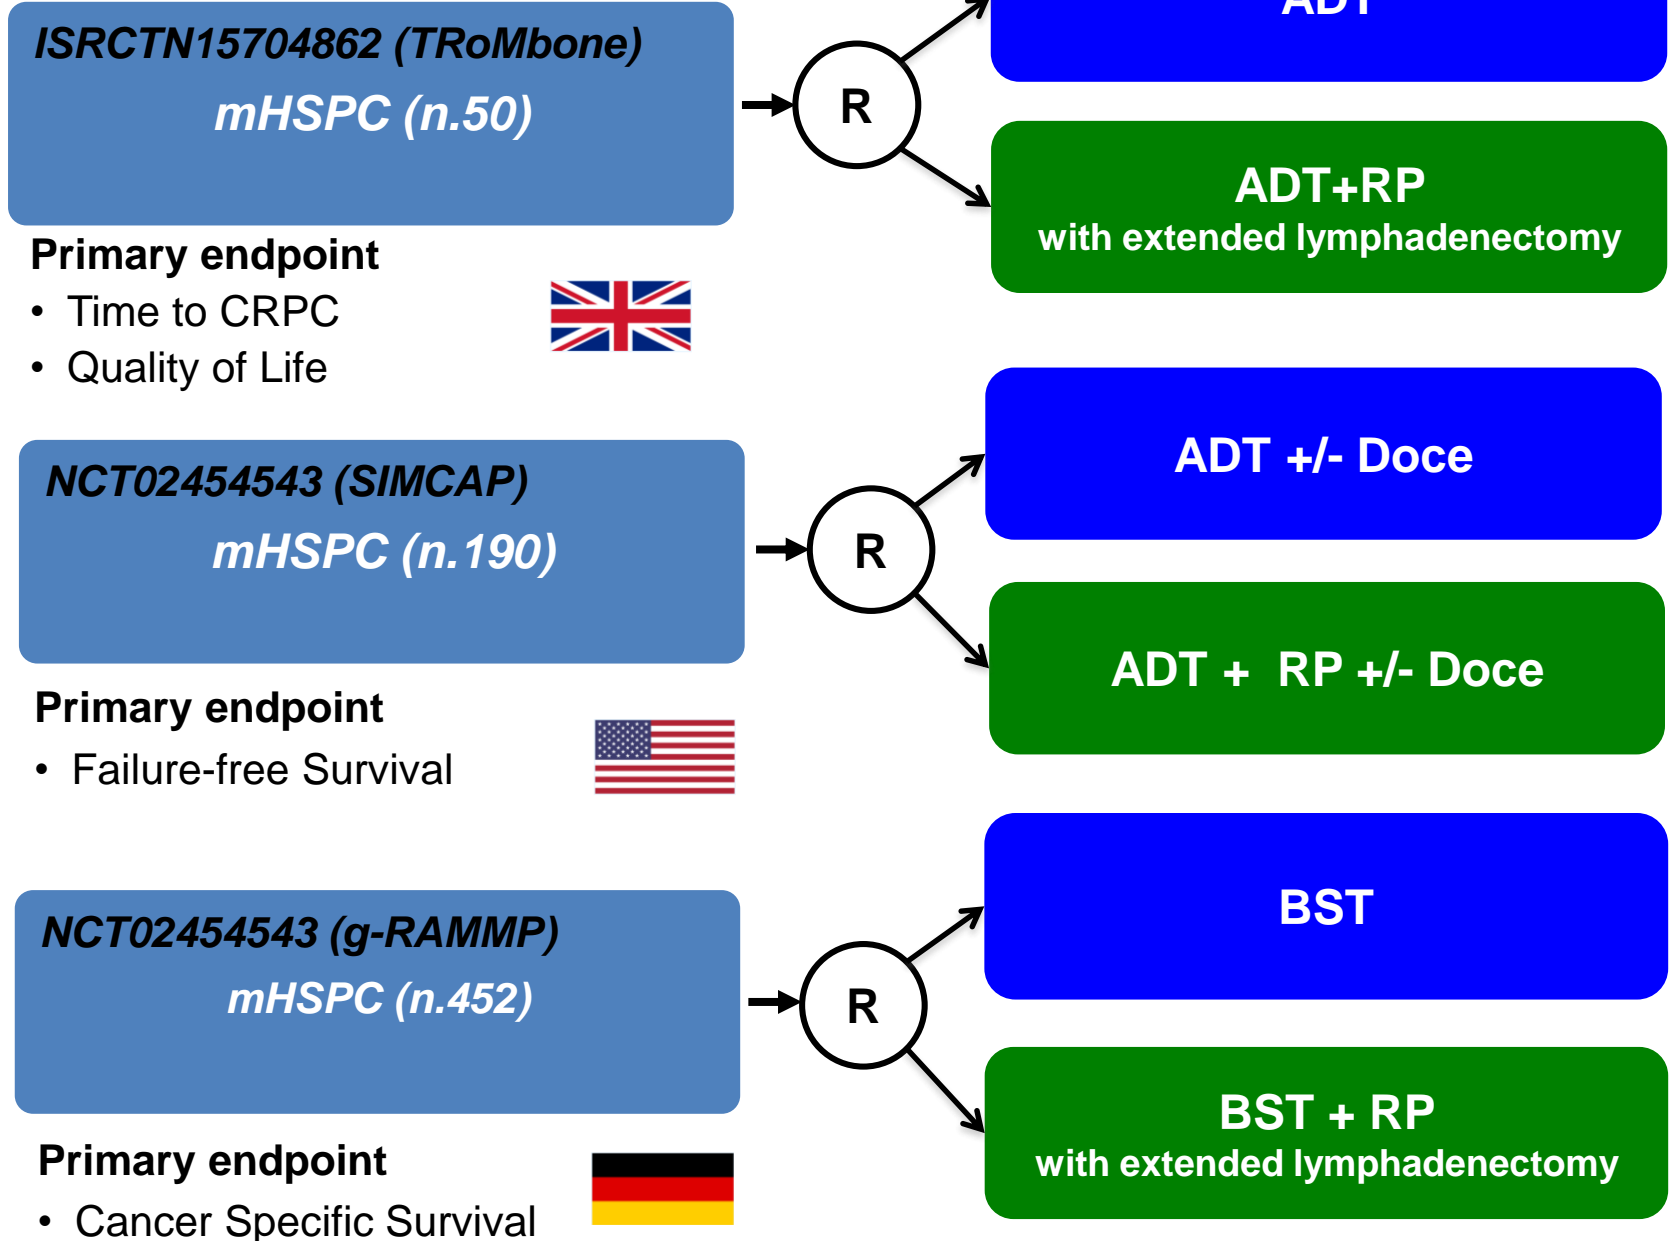 ISRCTN15704862 (TRoMbone)
mHSPC (n.50)
R
ADT
ADT+RP
with extended lymphadenectomy
Primary endpoint
• Time to CRPC
• Quality of Life
NCT02454543 (SIMCAP)
mHSPC (n.190)
R
ADT +/- Doce
ADT + RP +/- Doce
Primary endpoint
• Failure-free Survival
NCT02454543 (g-RAMMP)
mHSPC (n.452)
R
BST
BST + RP
with extended lymphadenectomy
Primary endpoint
• Cancer Specific Survival